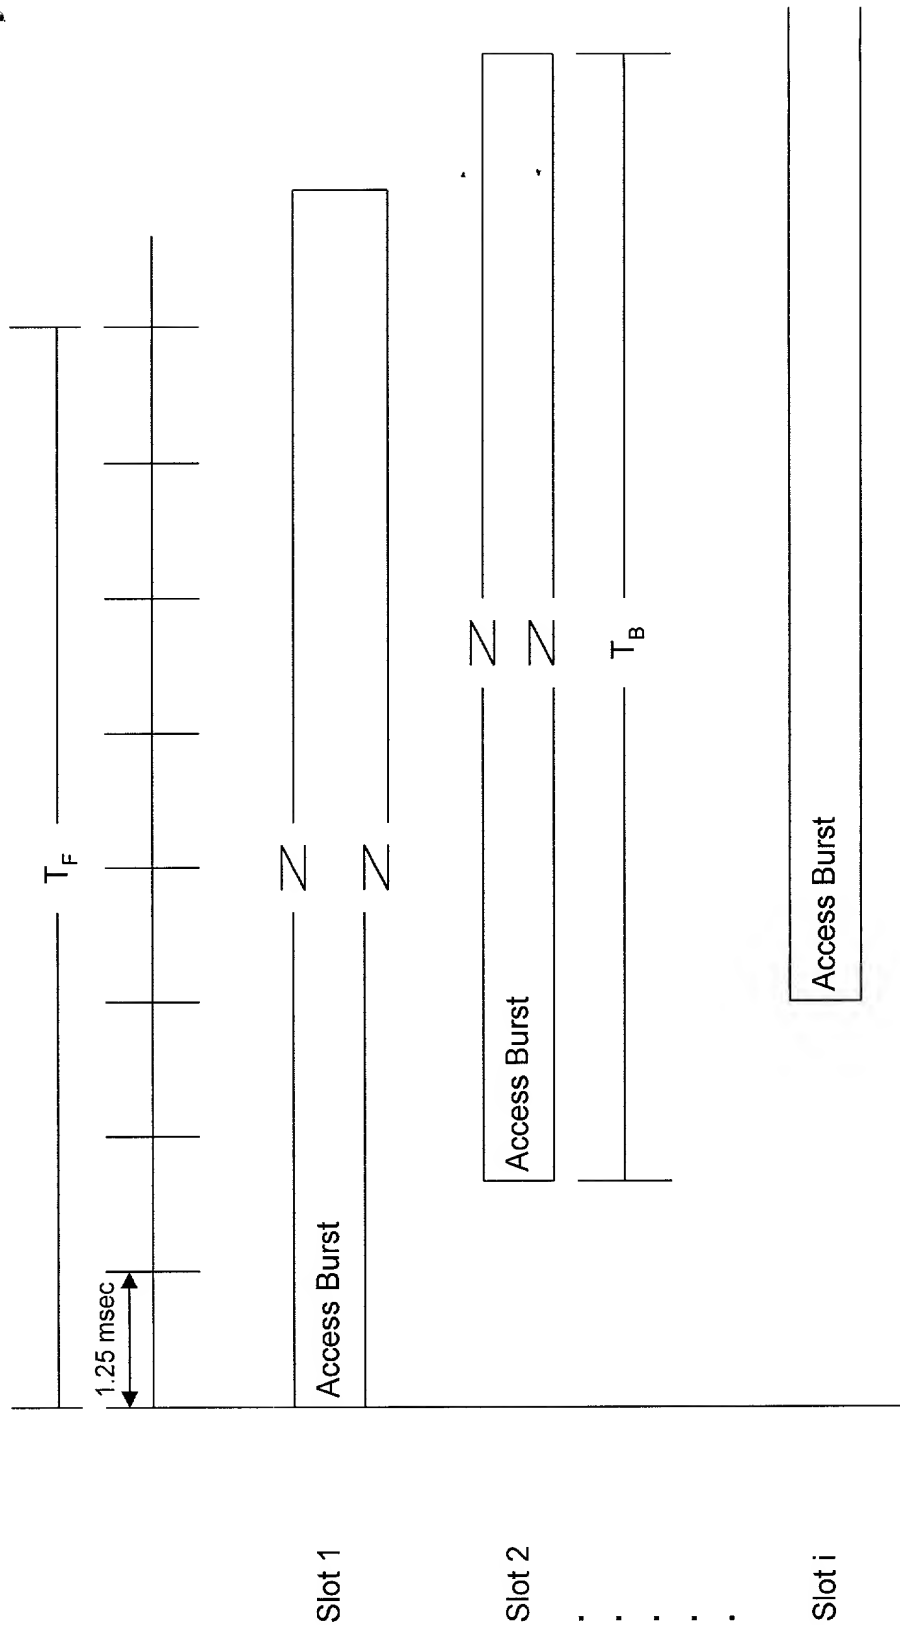 T_F
1.25 msec
Slot 1
Access Burst
Slot 2
Access Burst
T_B
. . . . .
Slot i
Access Burst